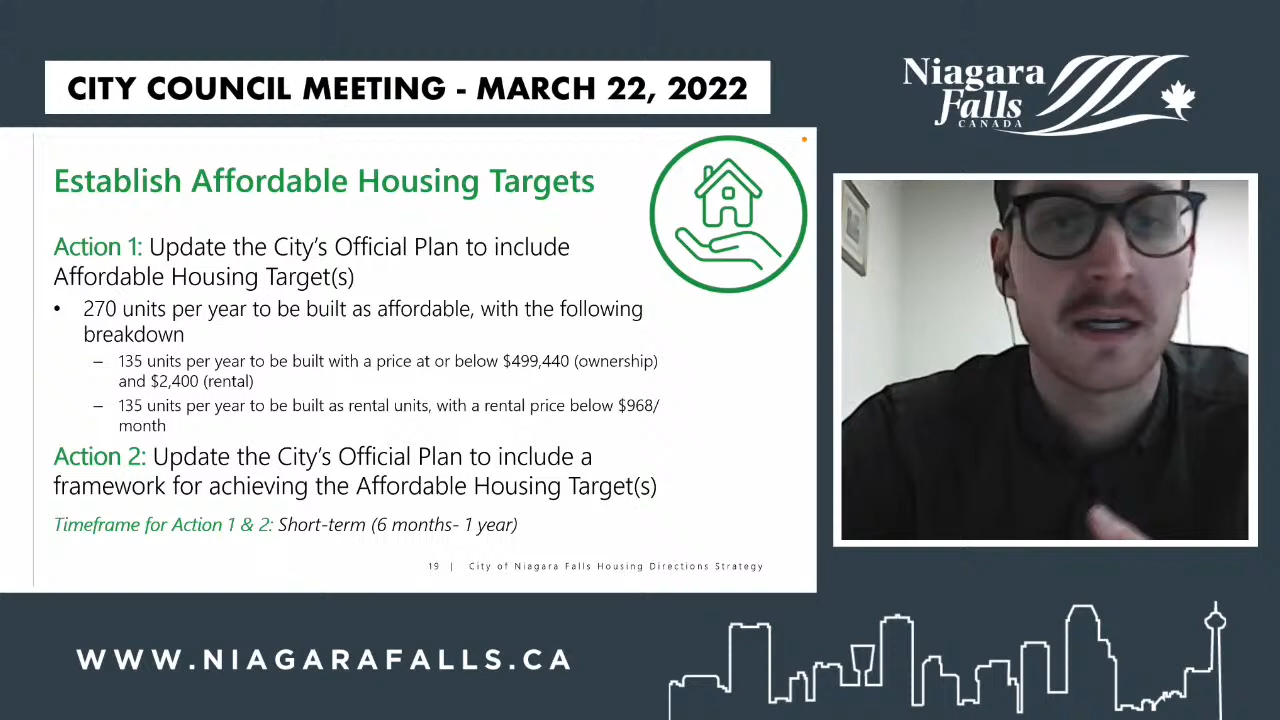 CITY COUNCIL MEETING - MARCH 22, 2022
Niagara
Falls
CANADA
Establish Affordable Housing Targets
Action 1: Update the City's Official Plan to include
Affordable Housing Target(s)
• 270 units per year to be built as affordable, with the following
breakdown
– 135 units per year to be built with a price at or below $499,440 (ownership)
and $2,400 (rental)
– 135 units per year to be built as rental units, with a rental price below $968/
month
Action 2: Update the City's Official Plan to include a
framework for achieving the Affordable Housing Target(s)
Timeframe for Action 1 & 2: Short-term (6 months- 1 year)
19 | City of Niagara Falls Housing Directions Strategy
WWW.NIAGARAFALLS.CA